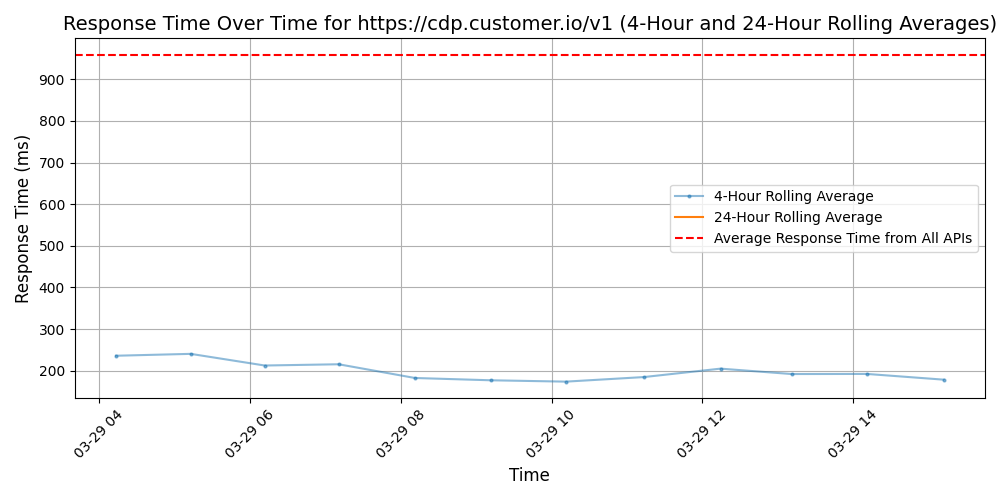 Response Time Over Time for https://cdp.customer.io/v1 (4-Hour and 24-Hour Rolling Averages)
Response Time (ms)
900
800
700
600
500
400
300
200
4-Hour Rolling Average
24-Hour Rolling Average
Average Response Time from All APIs
03-29 04
03-29 06
03-29 08
03-29 10
03-29 12
03-29 14
Time